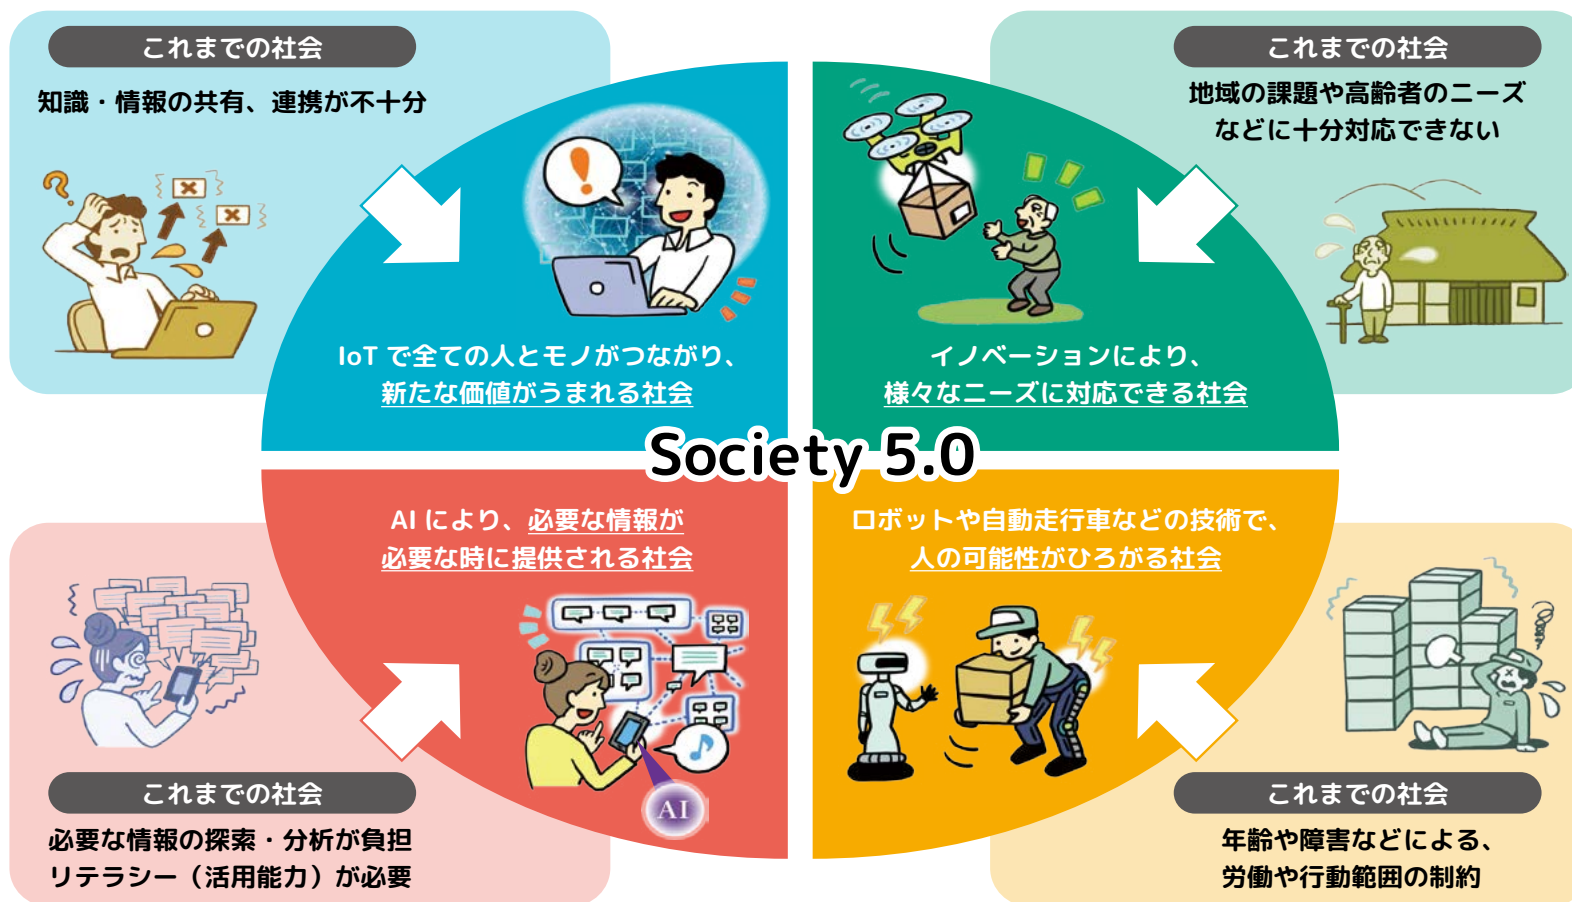 これまでの社会
知識・情報の共有、連携が不十分
IoT で全ての人とモノがつながり、
新たな価値がうまれる社会
これまでの社会
地域の課題や高齢者のニーズ
などに十分対応できない
イノベーションにより、
様々なニーズに対応できる社会
Society 5.0
AI により、必要な情報が
必要な時に提供される社会
AI
これまでの社会
必要な情報の探索・分析が負担
リテラシー（活用能力）が必要
ロボットや自動走行車などの技術で、
人の可能性がひろがる社会
これまでの社会
年齢や障害などによる、
労働や行動範囲の制約